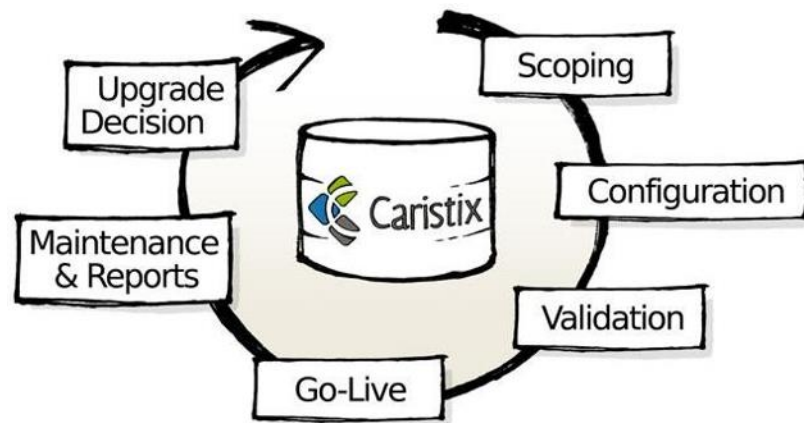 Scoping
Configuration
Validation
Go-Live
Maintenance
& Reports
Upgrade
Decision
Caristix